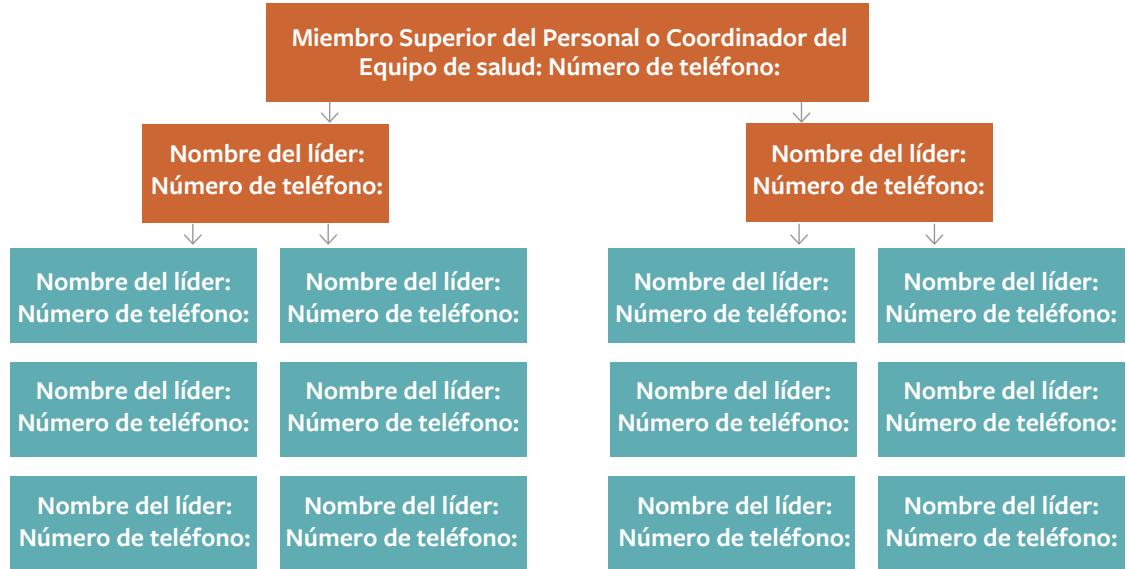 Miembro Superior del Personal o Coordinador del
Equipo de salud: Número de teléfono:
Nombre del líder:
Número de teléfono:
Nombre del líder:
Número de teléfono:
Nombre del líder:
Número de teléfono:
Nombre del líder:
Número de teléfono:
Nombre del líder:
Número de teléfono:
Nombre del líder:
Número de teléfono:
Nombre del líder:
Número de teléfono:
Nombre del líder:
Número de teléfono:
Nombre del líder:
Número de teléfono:
Nombre del líder:
Número de teléfono:
Nombre del líder:
Número de teléfono:
Nombre del líder:
Número de teléfono:
Nombre del líder:
Número de teléfono:
Nombre del líder:
Número de teléfono: